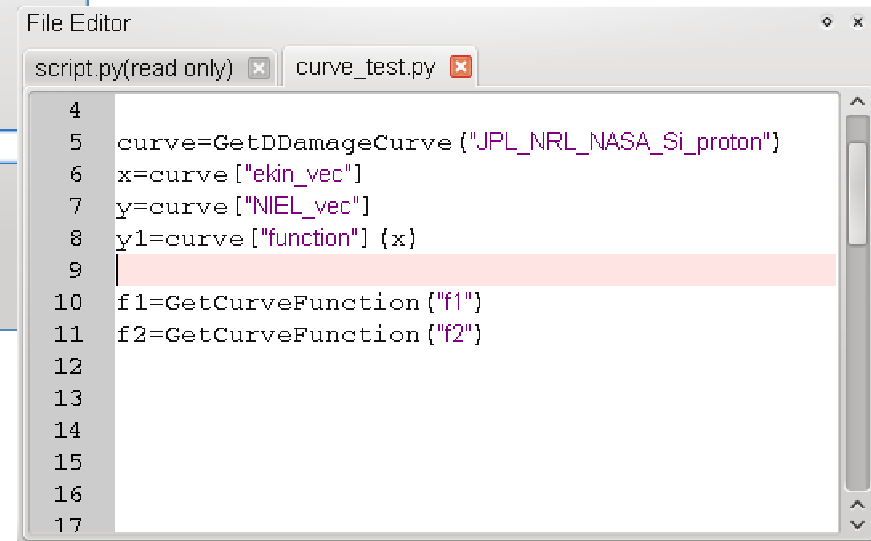 File Editor
script.py(read only) curve_test.py
4
5 curve=GetDDamageCurve("JPL_NRL_NASA_Si_proton")
6 x=curve["ekin_vec"]
7 y=curve["NIEL_vec"]
8 y1=curve["function"](x)
9
10 f1=GetCurveFunction("f1")
11 f2=GetCurveFunction("f2")
12
13
14
15
16
17